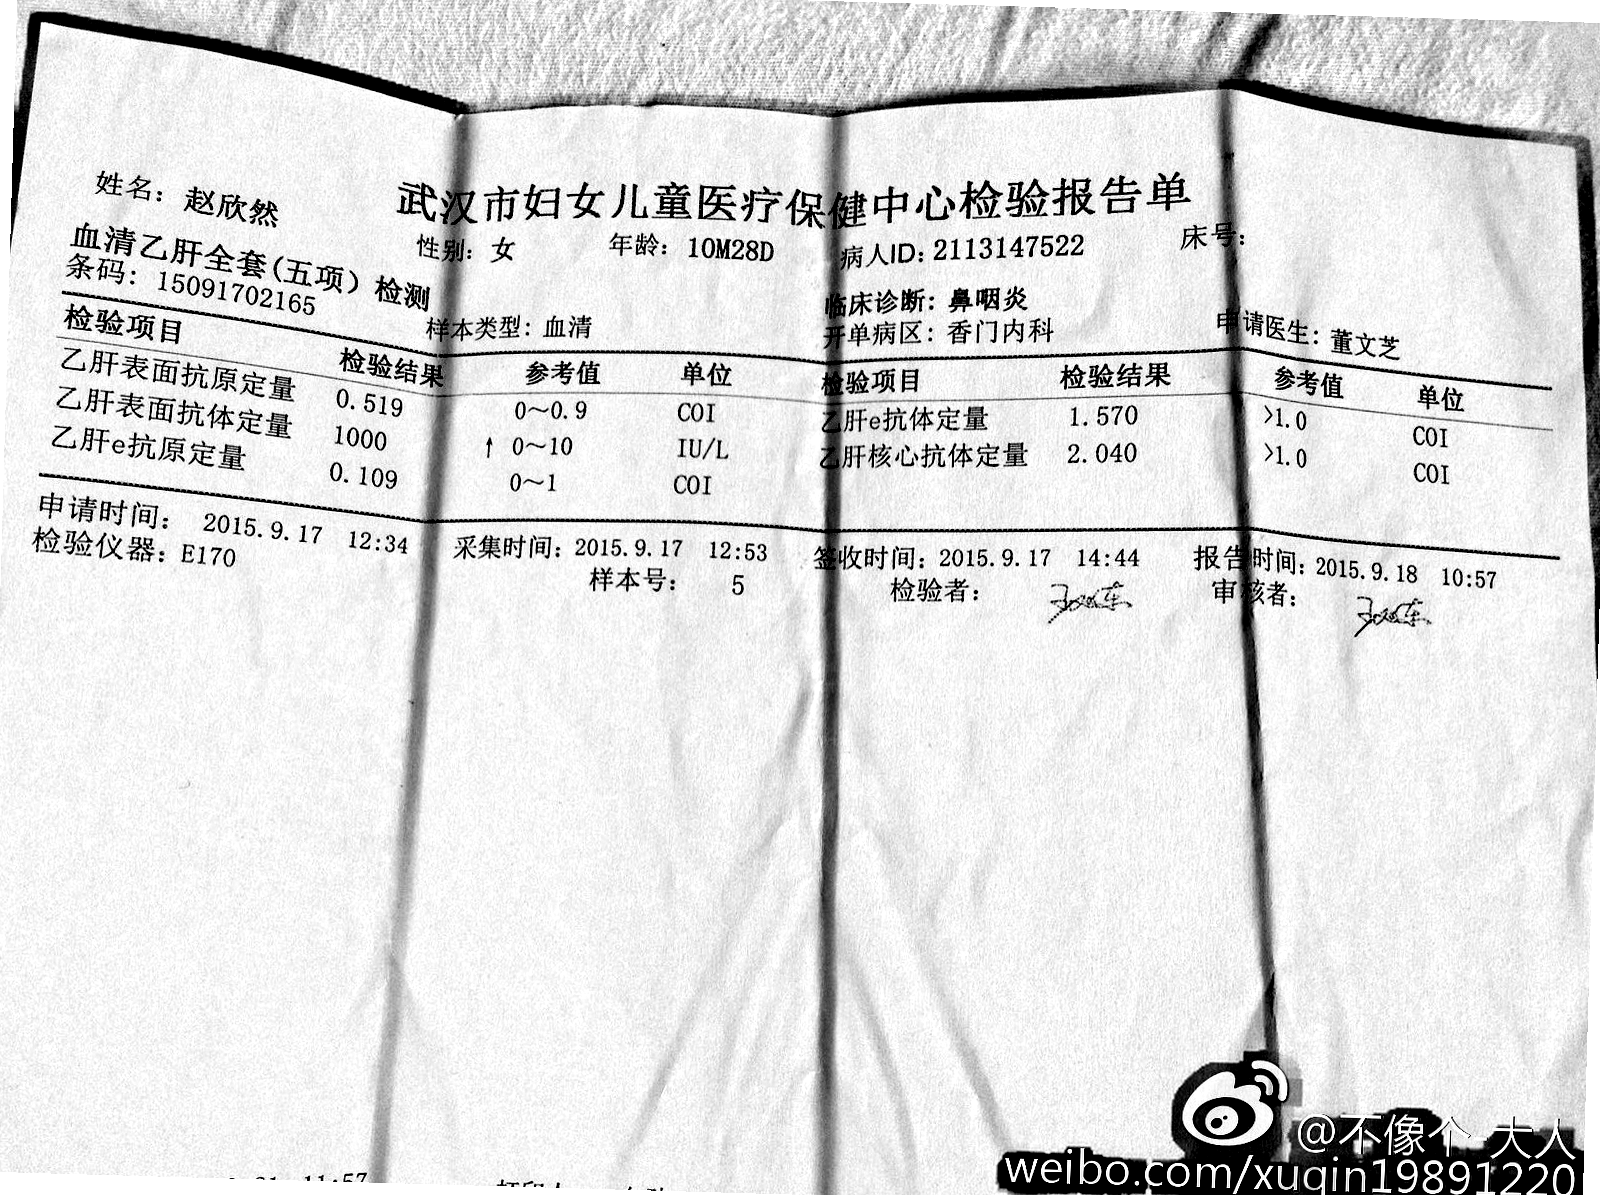 武汉市妇女儿童医疗保健中心检验报告单
姓名：赵欣然 性别：女 年龄：10M28D 病人ID：2113147522 床号：
血清乙肝全套(五项）检测 临床诊断：鼻咽炎
条码：15091702165 样本类型：血清 开单病区：香门内科 申请医生：董文芝
检验项目 检验结果 参考值 单位 检验项目 检验结果 参考值 单位
乙肝表面抗原定量 0.519 0～0.9 COI 乙肝e抗体定量 1.570 >1.0 COI
乙肝表面抗体定量 1000 ↑ 0～10 IU/L 乙肝核心抗体定量 2.040 >1.0 COI
乙肝e抗原定量 0.109 0～1 COI
申请时间：2015.9.17 12:34 采集时间：2015.9.17 12:53 签收时间：2015.9.17 14:44 报告时间：2015.9.18 10:57
检验仪器：E170 样本号：5 检验者： 审核者：
11:57
@不像个-大人
weibo.com/xuqin19891220